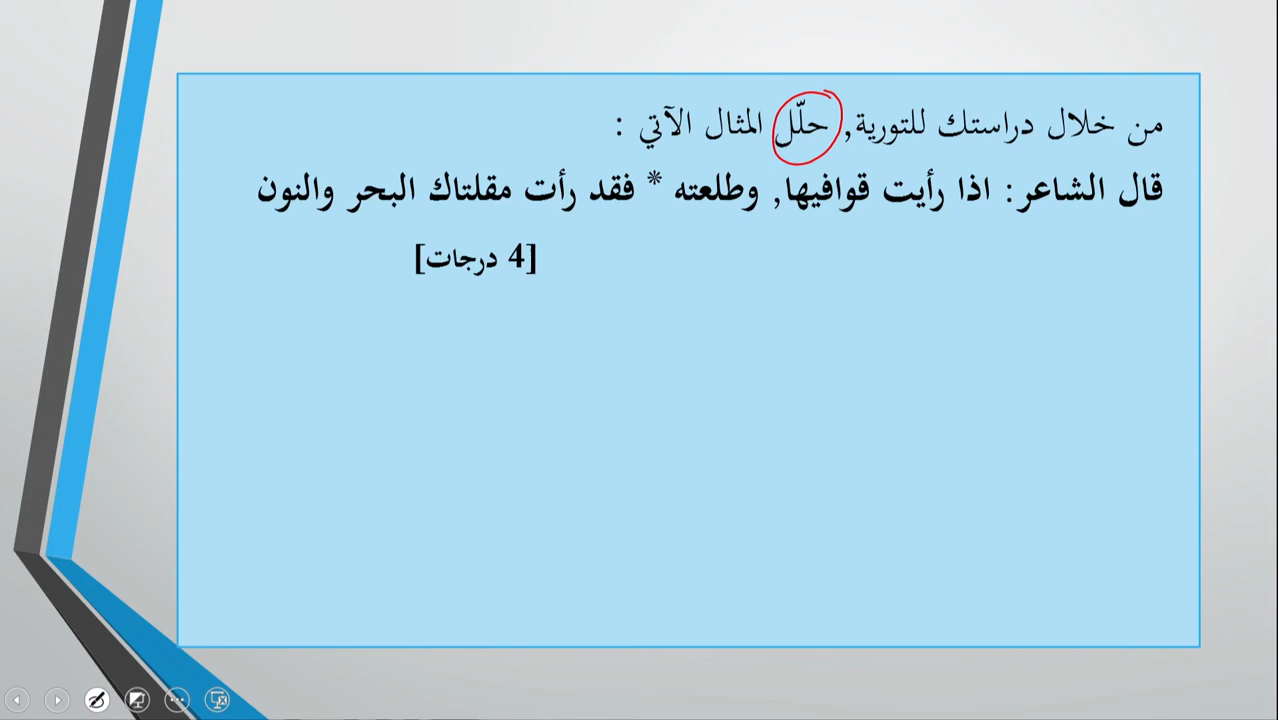 من خلال دراستك للتورية, حلّل المثال الآتي :
قال الشاعر: اذا رأيت قوافيها, وطلعته * فقد رأت مقلتاك البحر والنون
[4 درجات]